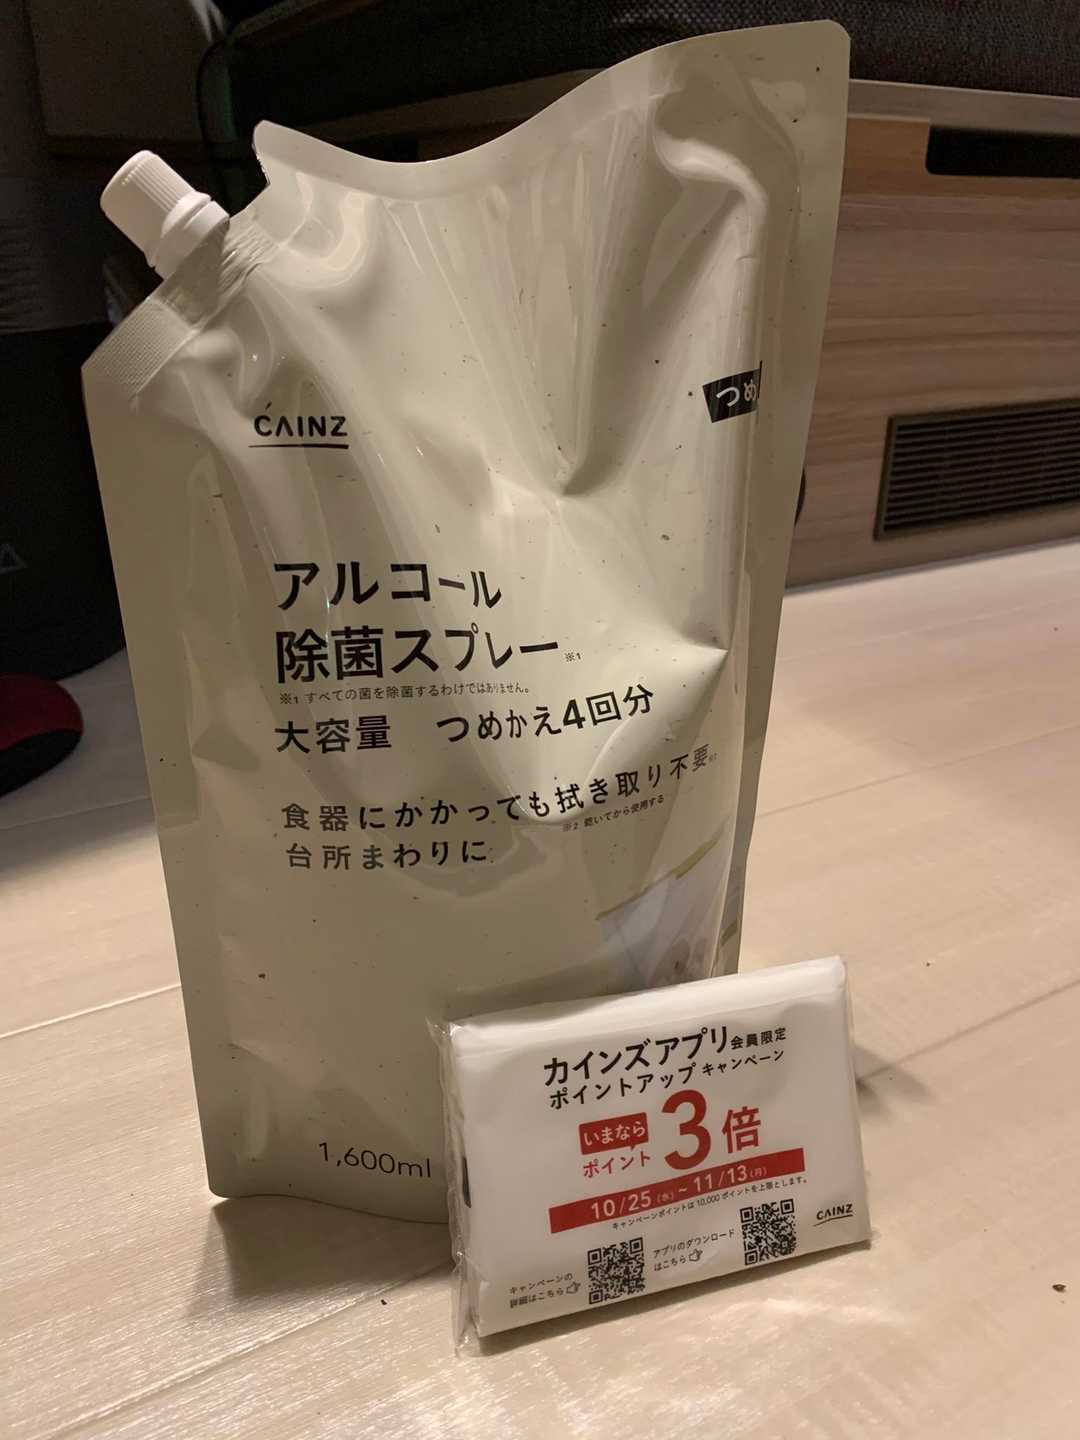 CAINZ
つめ
アルコール
除菌スプレー※1
※1 すべての菌を除菌するわけではありません。
大容量 つめかえ4回分
食器にかかっても拭き取り不要※2
※2 乾いてから使用する
台所まわりに
1,600ml
カインズアプリ会員限定
ポイントアップキャンペーン
いまなら
ポイント
3倍
10/25(水)~11/13(月)
キャンペーンポイントは10,000ポイントを上限とします。
キャンペーンの
詳細はこちら
アプリのダウンロード
はこちら
CAINZ